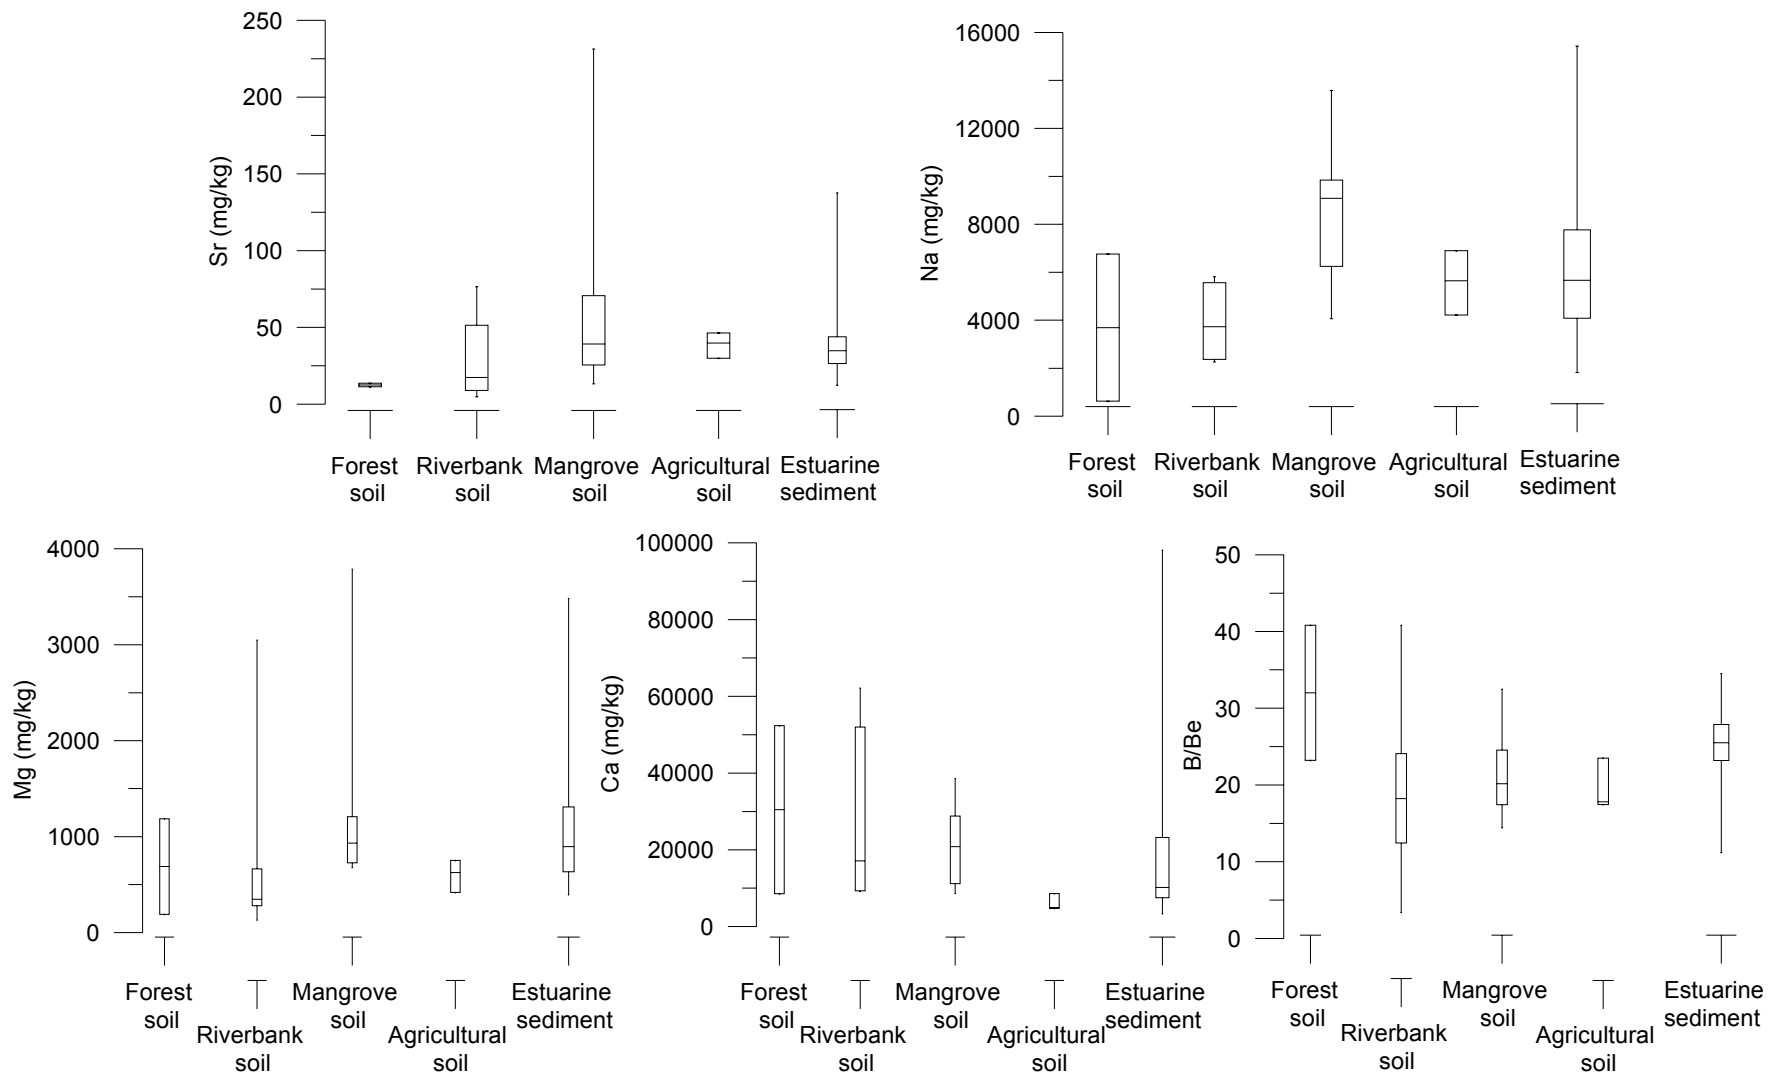 250
200
150
100
50
0
Sr (mg/kg)
Forest
soil
Riverbank
soil
Mangrove
soil
Agricultural
soil
Estuarine
sediment
16000
12000
8000
4000
0
Na (mg/kg)
Forest
soil
Riverbank
soil
Mangrove
soil
Agricultural
soil
Estuarine
sediment
4000
3000
2000
1000
0
Mg (mg/kg)
Forest
soil
Riverbank
soil
Mangrove
soil
Agricultural
soil
Estuarine
sediment
100000
80000
60000
40000
20000
0
Ca (mg/kg)
Forest
soil
Riverbank
soil
Mangrove
soil
Agricultural
soil
Estuarine
sediment
50
40
30
20
10
0
B/Be
Forest
soil
Riverbank
soil
Mangrove
soil
Agricultural
soil
Estuarine
sediment